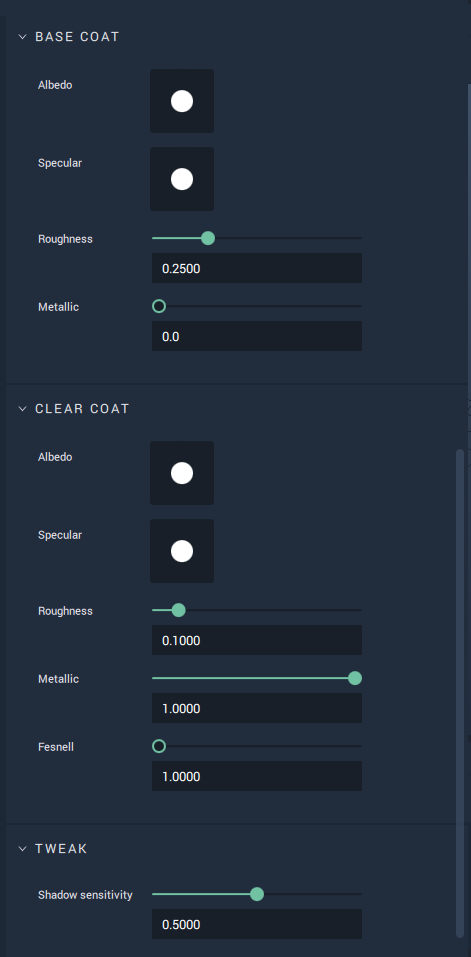 BASE COAT
Albedo
Specular
Roughness
0.2500
Metallic
0.0
CLEAR COAT
Albedo
Specular
Roughness
0.1000
Metallic
1.0000
Fesnell
1.0000
TWEAK
Shadow sensitivity
0.5000